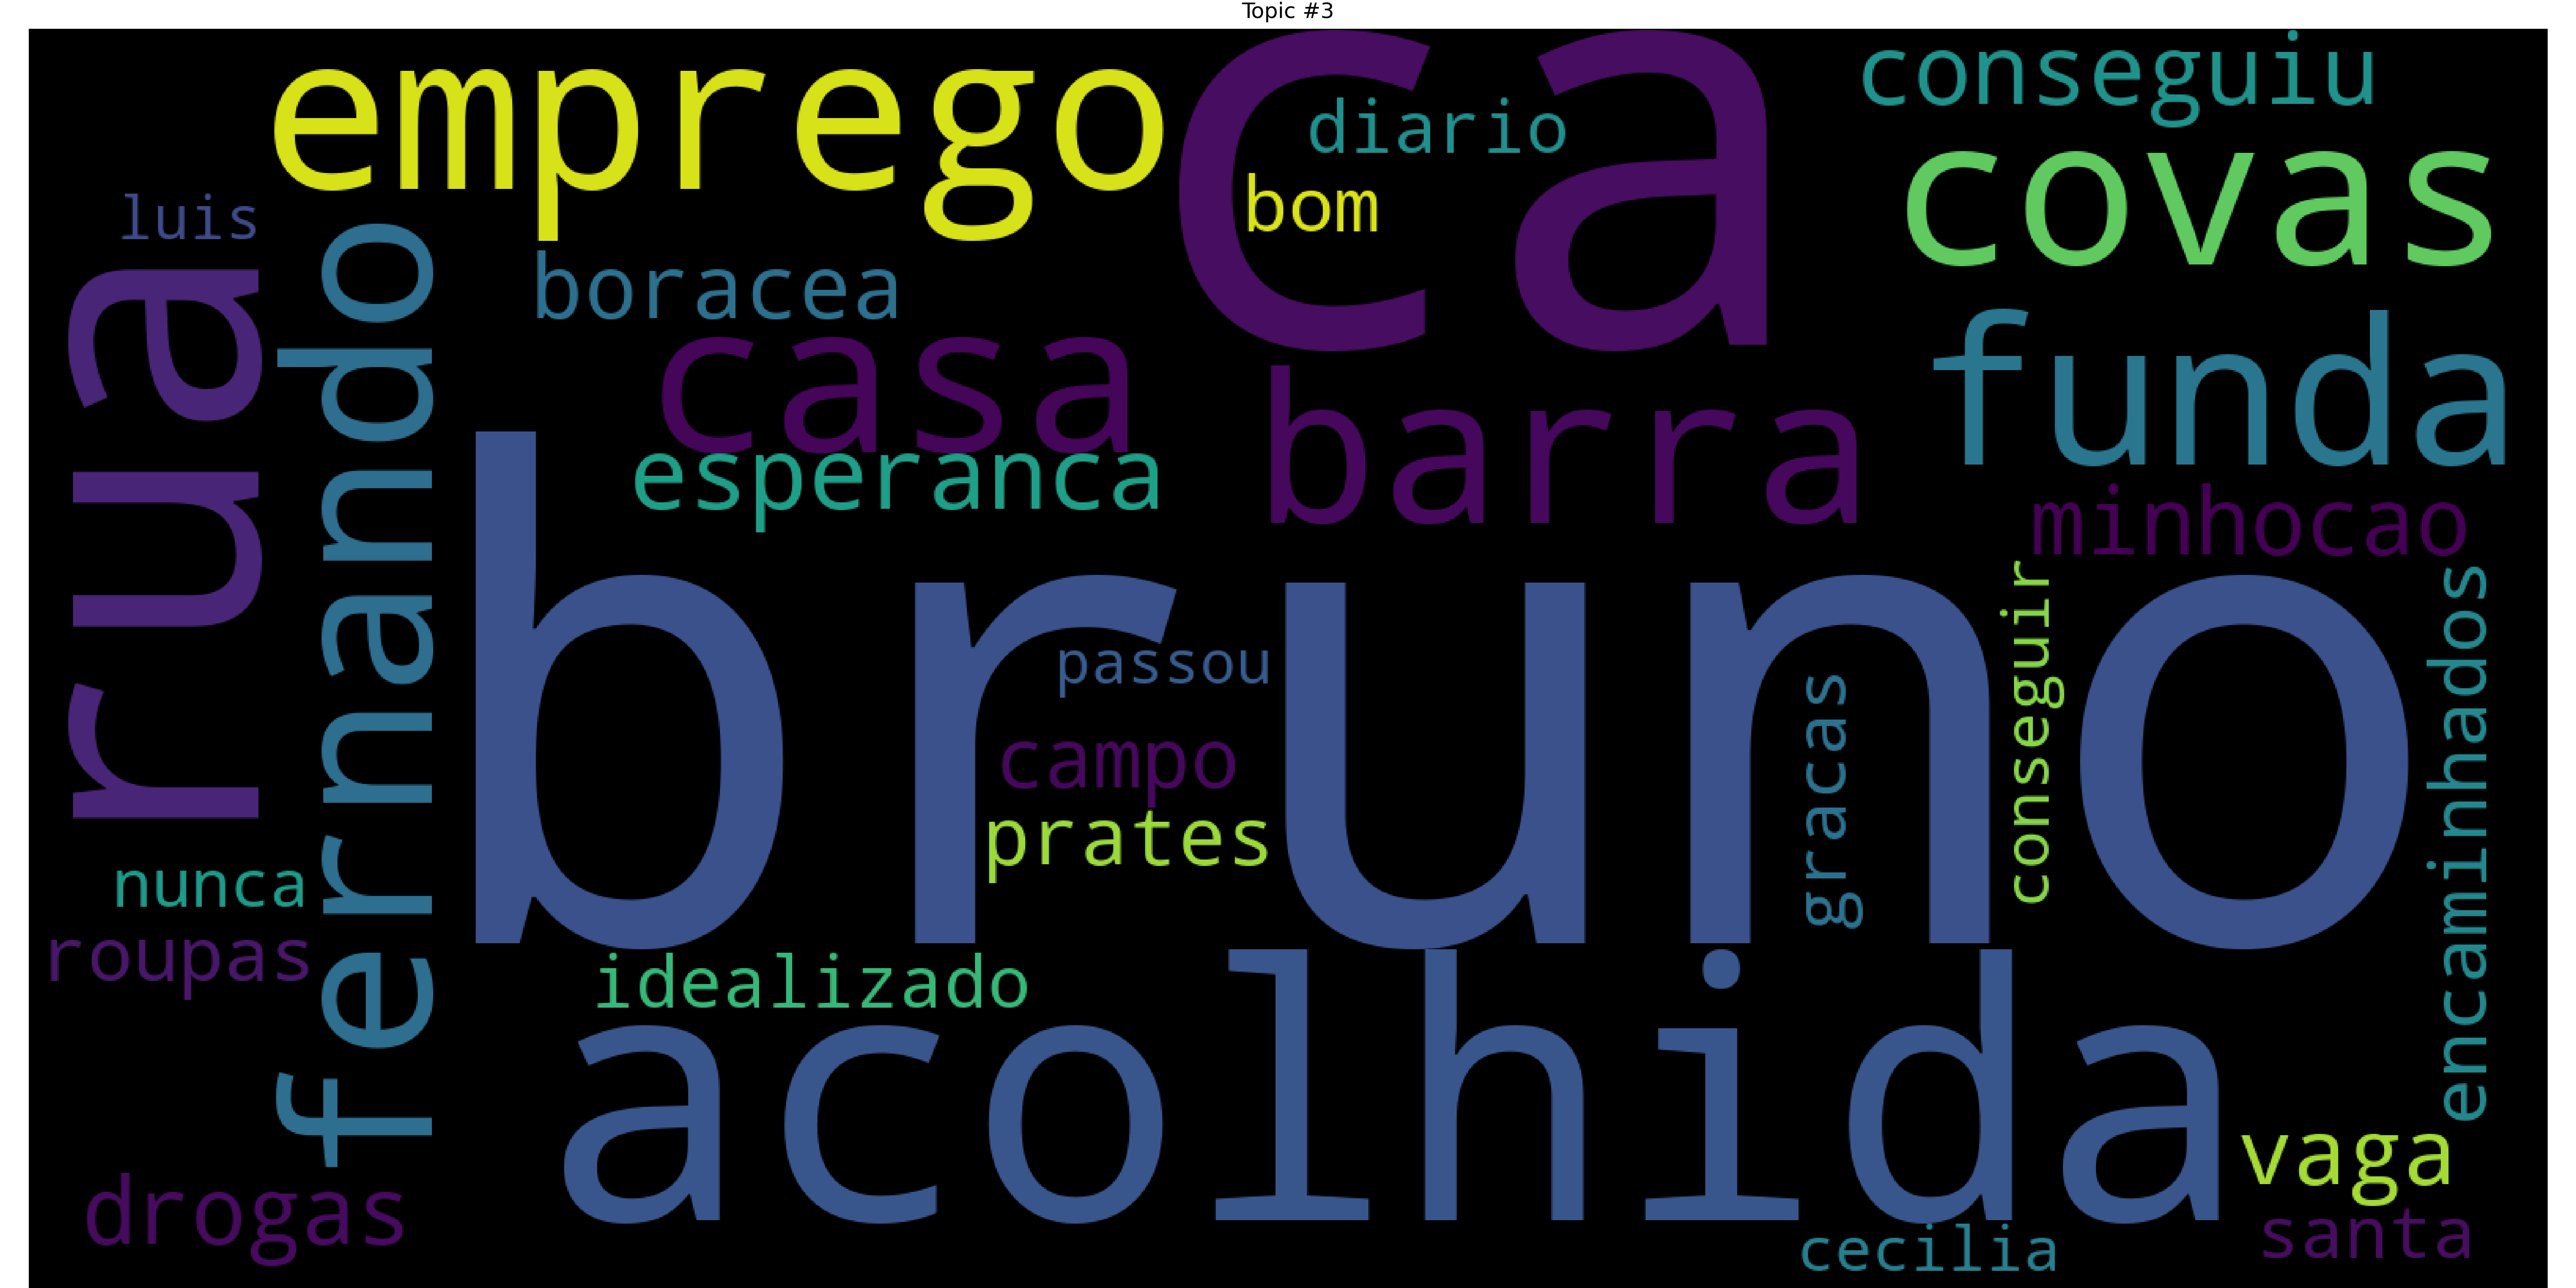 Topic #3
emprego
ca
conseguiu
diario
covas
bom
luis
rua
fernando
boracea
casa
funda
barra
esperanca
minhocao
bruno
passou
conseguir
encaminhados
campo
gracas
prates
nunca
roupas
idealizado
acolhida
vaga
drogas
santa
cecilia